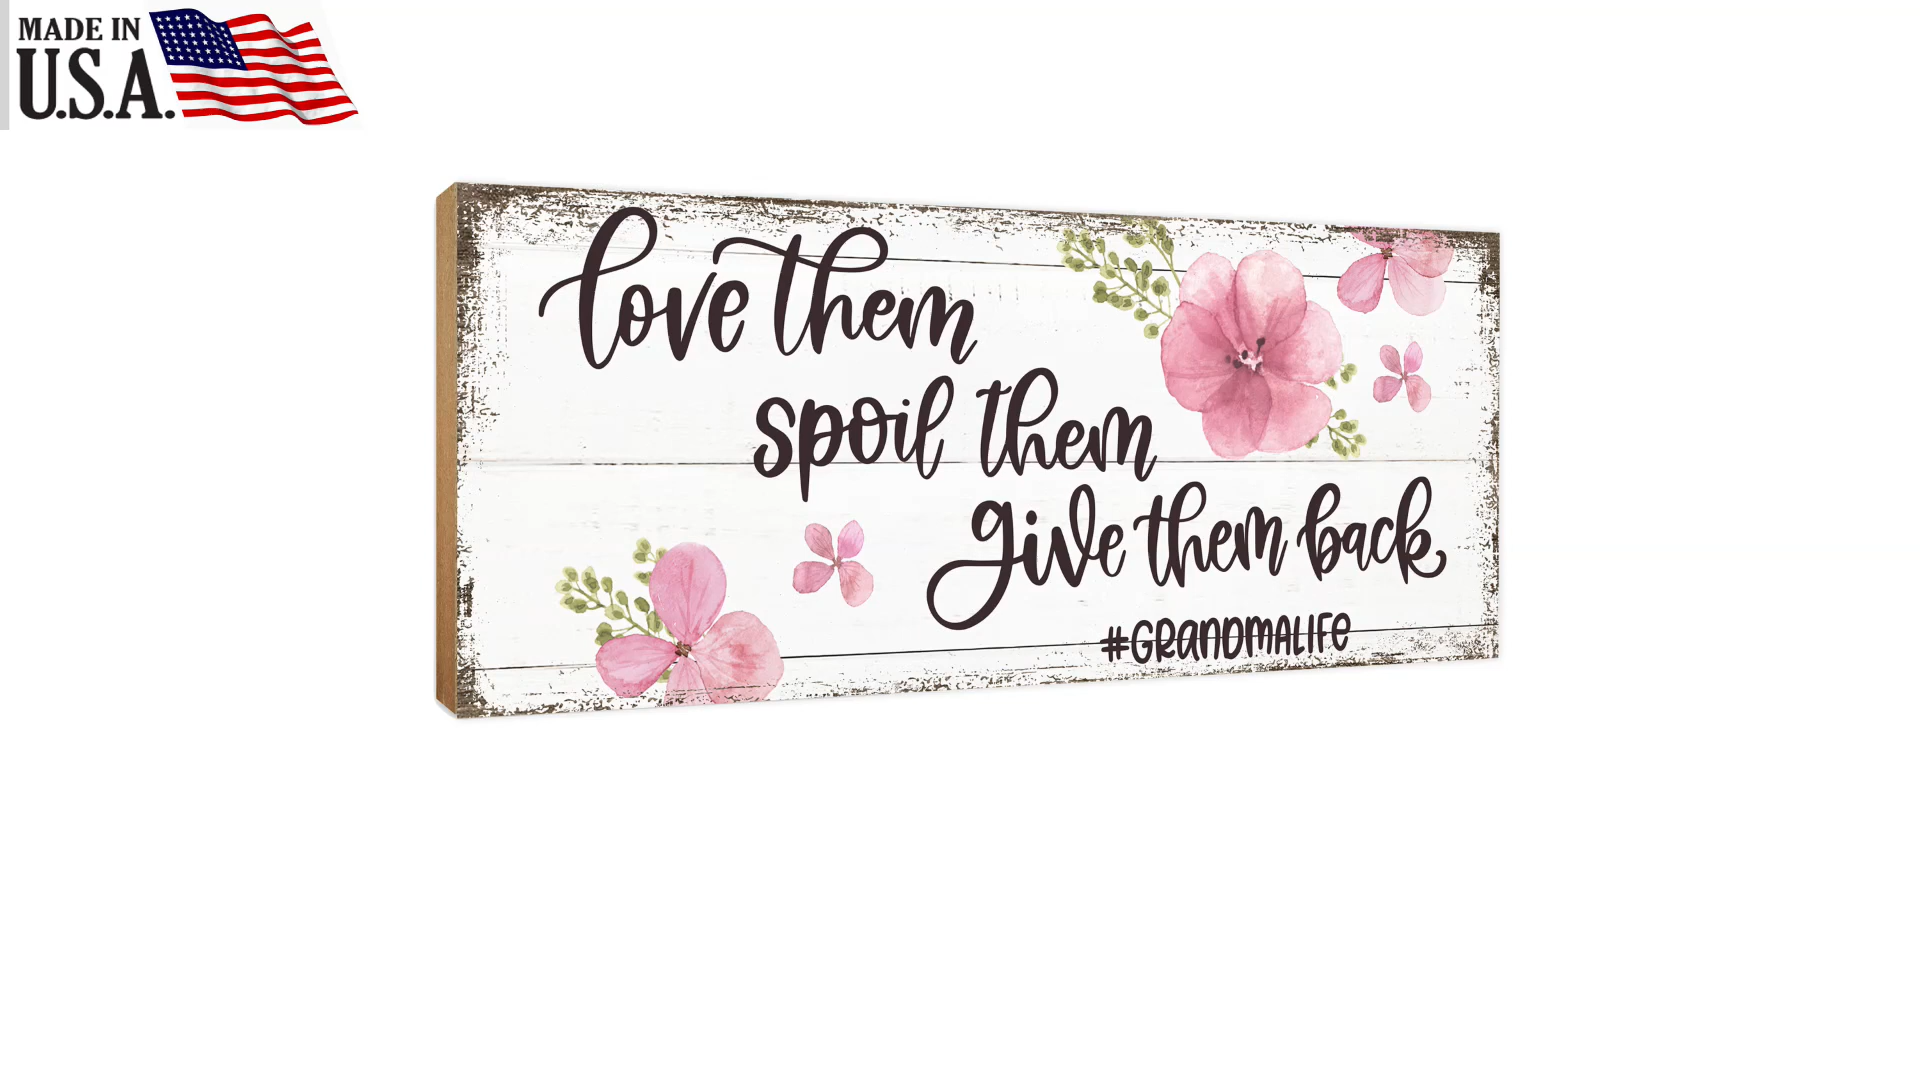 MADE IN
U.S.A.
love them
spoil them
give them back
#GRANDMALIFE